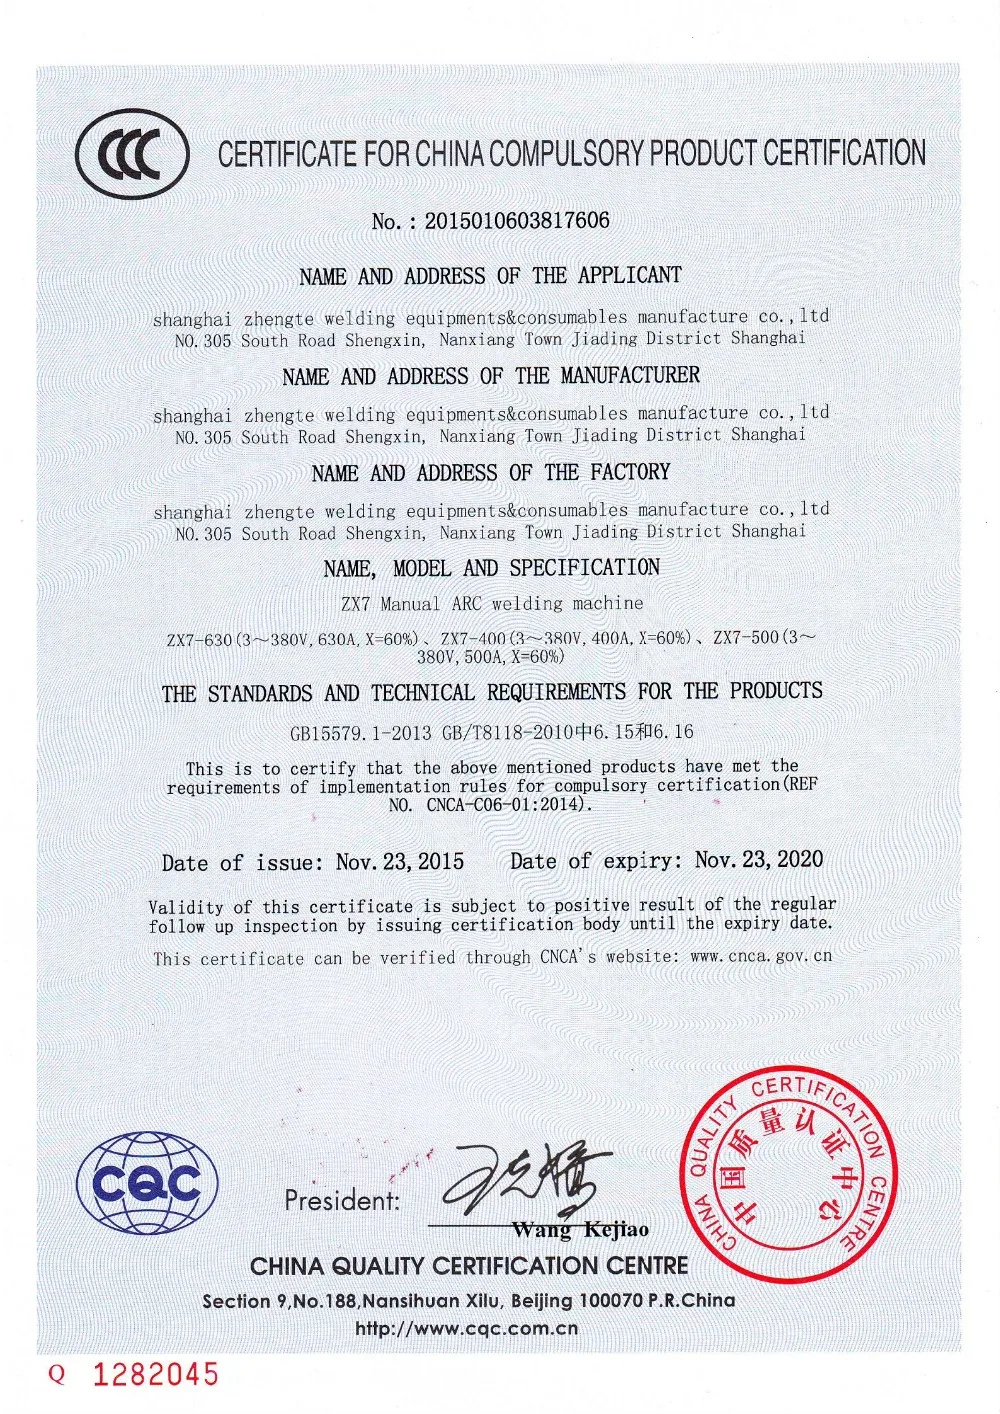 CCC
CERTIFICATE FOR CHINA COMPULSORY PRODUCT CERTIFICATION
No.: 2015010603817606
NAME AND ADDRESS OF THE APPLICANT
shanghai zhengte welding equipments&consumables manufacture co.,ltd
NO.305 South Road Shengxin, Nanxiang Town Jiading District Shanghai
NAME AND ADDRESS OF THE MANUFACTURER
shanghai zhengte welding equipments&consumables manufacture co.,ltd
NO.305 South Road Shengxin, Nanxiang Town Jiading District Shanghai
NAME AND ADDRESS OF THE FACTORY
shanghai zhengte welding equipments&consumables manufacture co.,ltd
NO.305 South Road Shengxin, Nanxiang Town Jiading District Shanghai
NAME, MODEL AND SPECIFICATION
ZX7 Manual ARC welding machine
ZX7-630(3～380V,630A,X=60%)、ZX7-400(3～380V,400A,X=60%)、ZX7-500(3～
380V,500A,X=60%)
THE STANDARDS AND TECHNICAL REQUIREMENTS FOR THE PRODUCTS
GB15579.1-2013 GB/T8118-2010中6.15和6.16
This is to certify that the above mentioned products have met the
requirements of implementation rules for compulsory certification(REF
NO. CNCA-C06-01:2014).
Date of issue: Nov.23,2015 Date of expiry: Nov.23,2020
Validity of this certificate is subject to positive result of the regular
follow up inspection by issuing certification body until the expiry date.
This certificate can be verified through CNCA's website: www.cnca.gov.cn
CHINA QUALITY CERTIFICATION CENTRE
中国质量认证中心
CQC
President: 王克娇
Wang Kejiao
CHINA QUALITY CERTIFICATION CENTRE
Section 9,No.188,Nansihuan Xilu, Beijing 100070 P.R.China
http://www.cqc.com.cn
Q 1282045